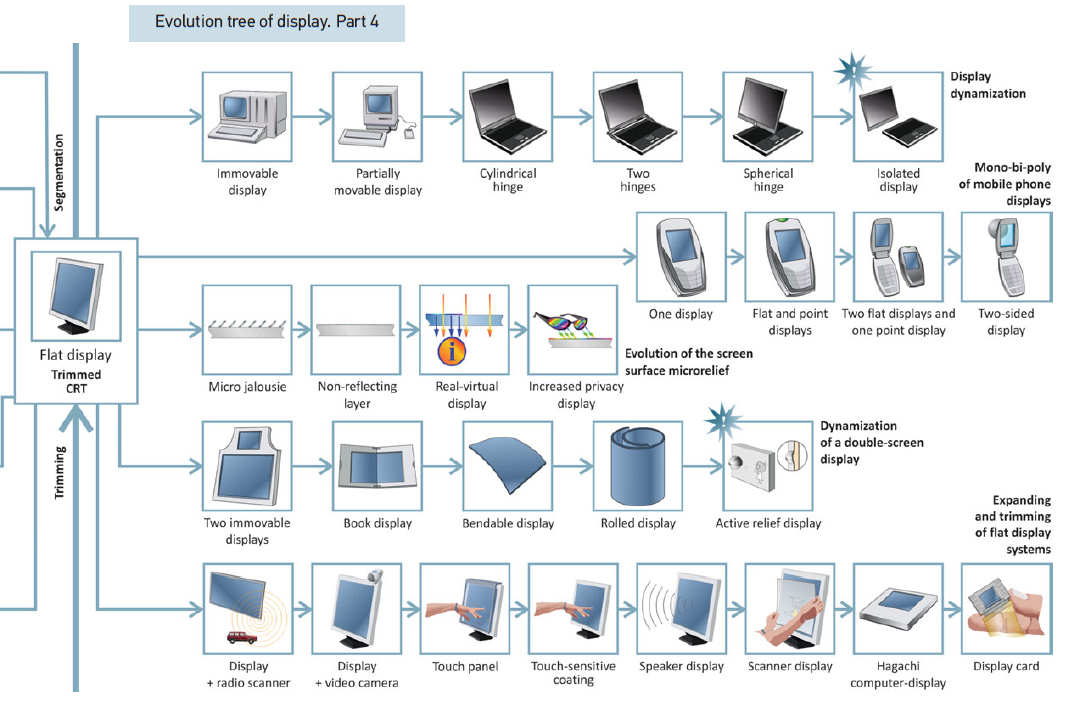 Evolution tree of display. Part 4
Segmentation
Flat display
Trimmed
CRT
Trimming
Immovable
display
Partially
movable display
Cylindrical
hinge
Two
hinges
Spherical
hinge
!
Isolated
display
Display
dynamization
Mono-bi-poly
of mobile phone
displays
One display
Flat and point
displays
Two flat displays and
one point display
Two-sided
display
Micro jalousie
Non-reflecting
layer
i
Real-virtual
display
Increased privacy
display
Evolution of the screen
surface microrelief
Two immovable
displays
Book display
Bendable display
Rolled display
!
Active relief display
Dynamization
of a double-screen
display
Expanding
and trimming
of flat display
systems
Display
+ radio scanner
Display
+ video camera
Touch panel
Touch-sensitive
coating
Speaker display
Scanner display
Hagachi
computer-display
Display card